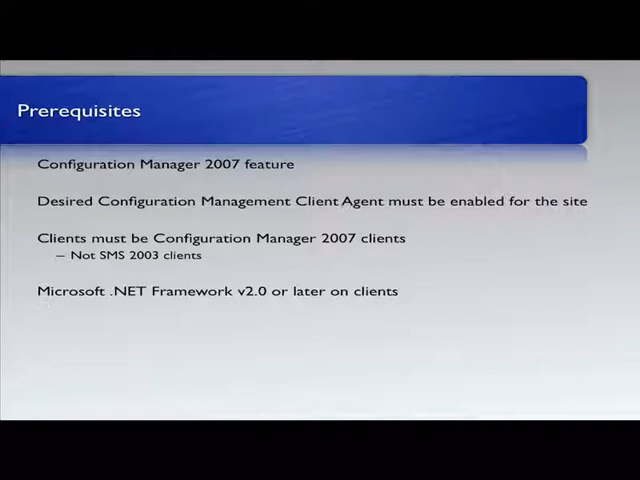 Prerequisites
Configuration Manager 2007 feature
Desired Configuration Management Client Agent must be enabled for the site
Clients must be Configuration Manager 2007 clients
– Not SMS 2003 clients
Microsoft .NET Framework v2.0 or later on clients